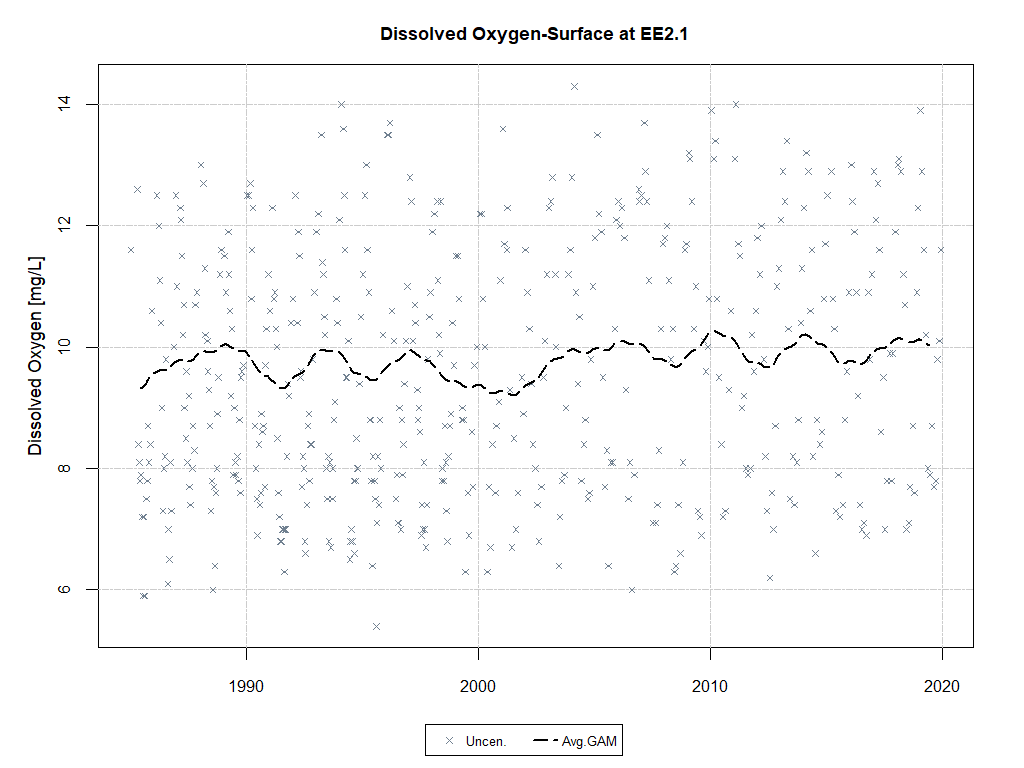 Dissolved Oxygen-Surface at EE2.1
Dissolved Oxygen [mg/L]
14
12
10
8
6
1990 2000 2010 2020
Uncen. Avg.GAM